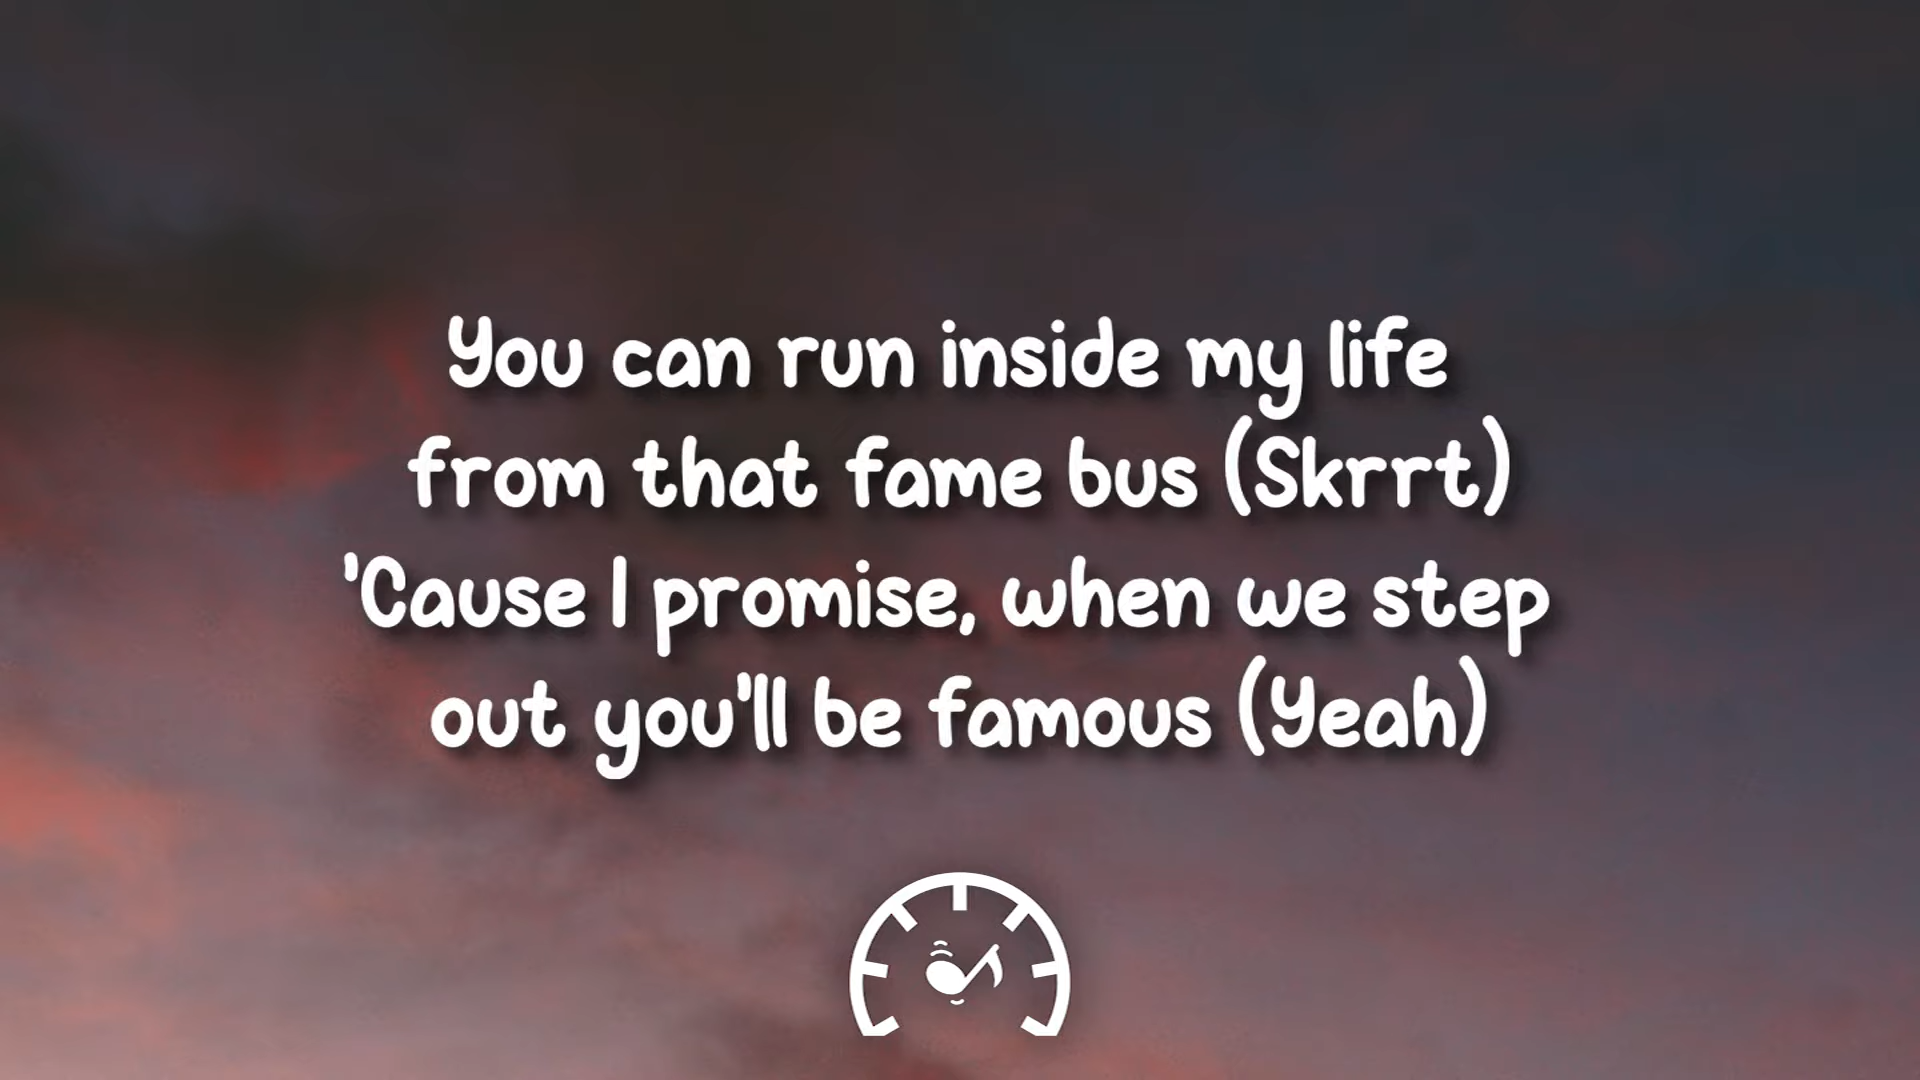 You can run inside my life
from that fame bus (Skrrt)
'Cause I promise, when we step
out you'll be famous (Yeah)